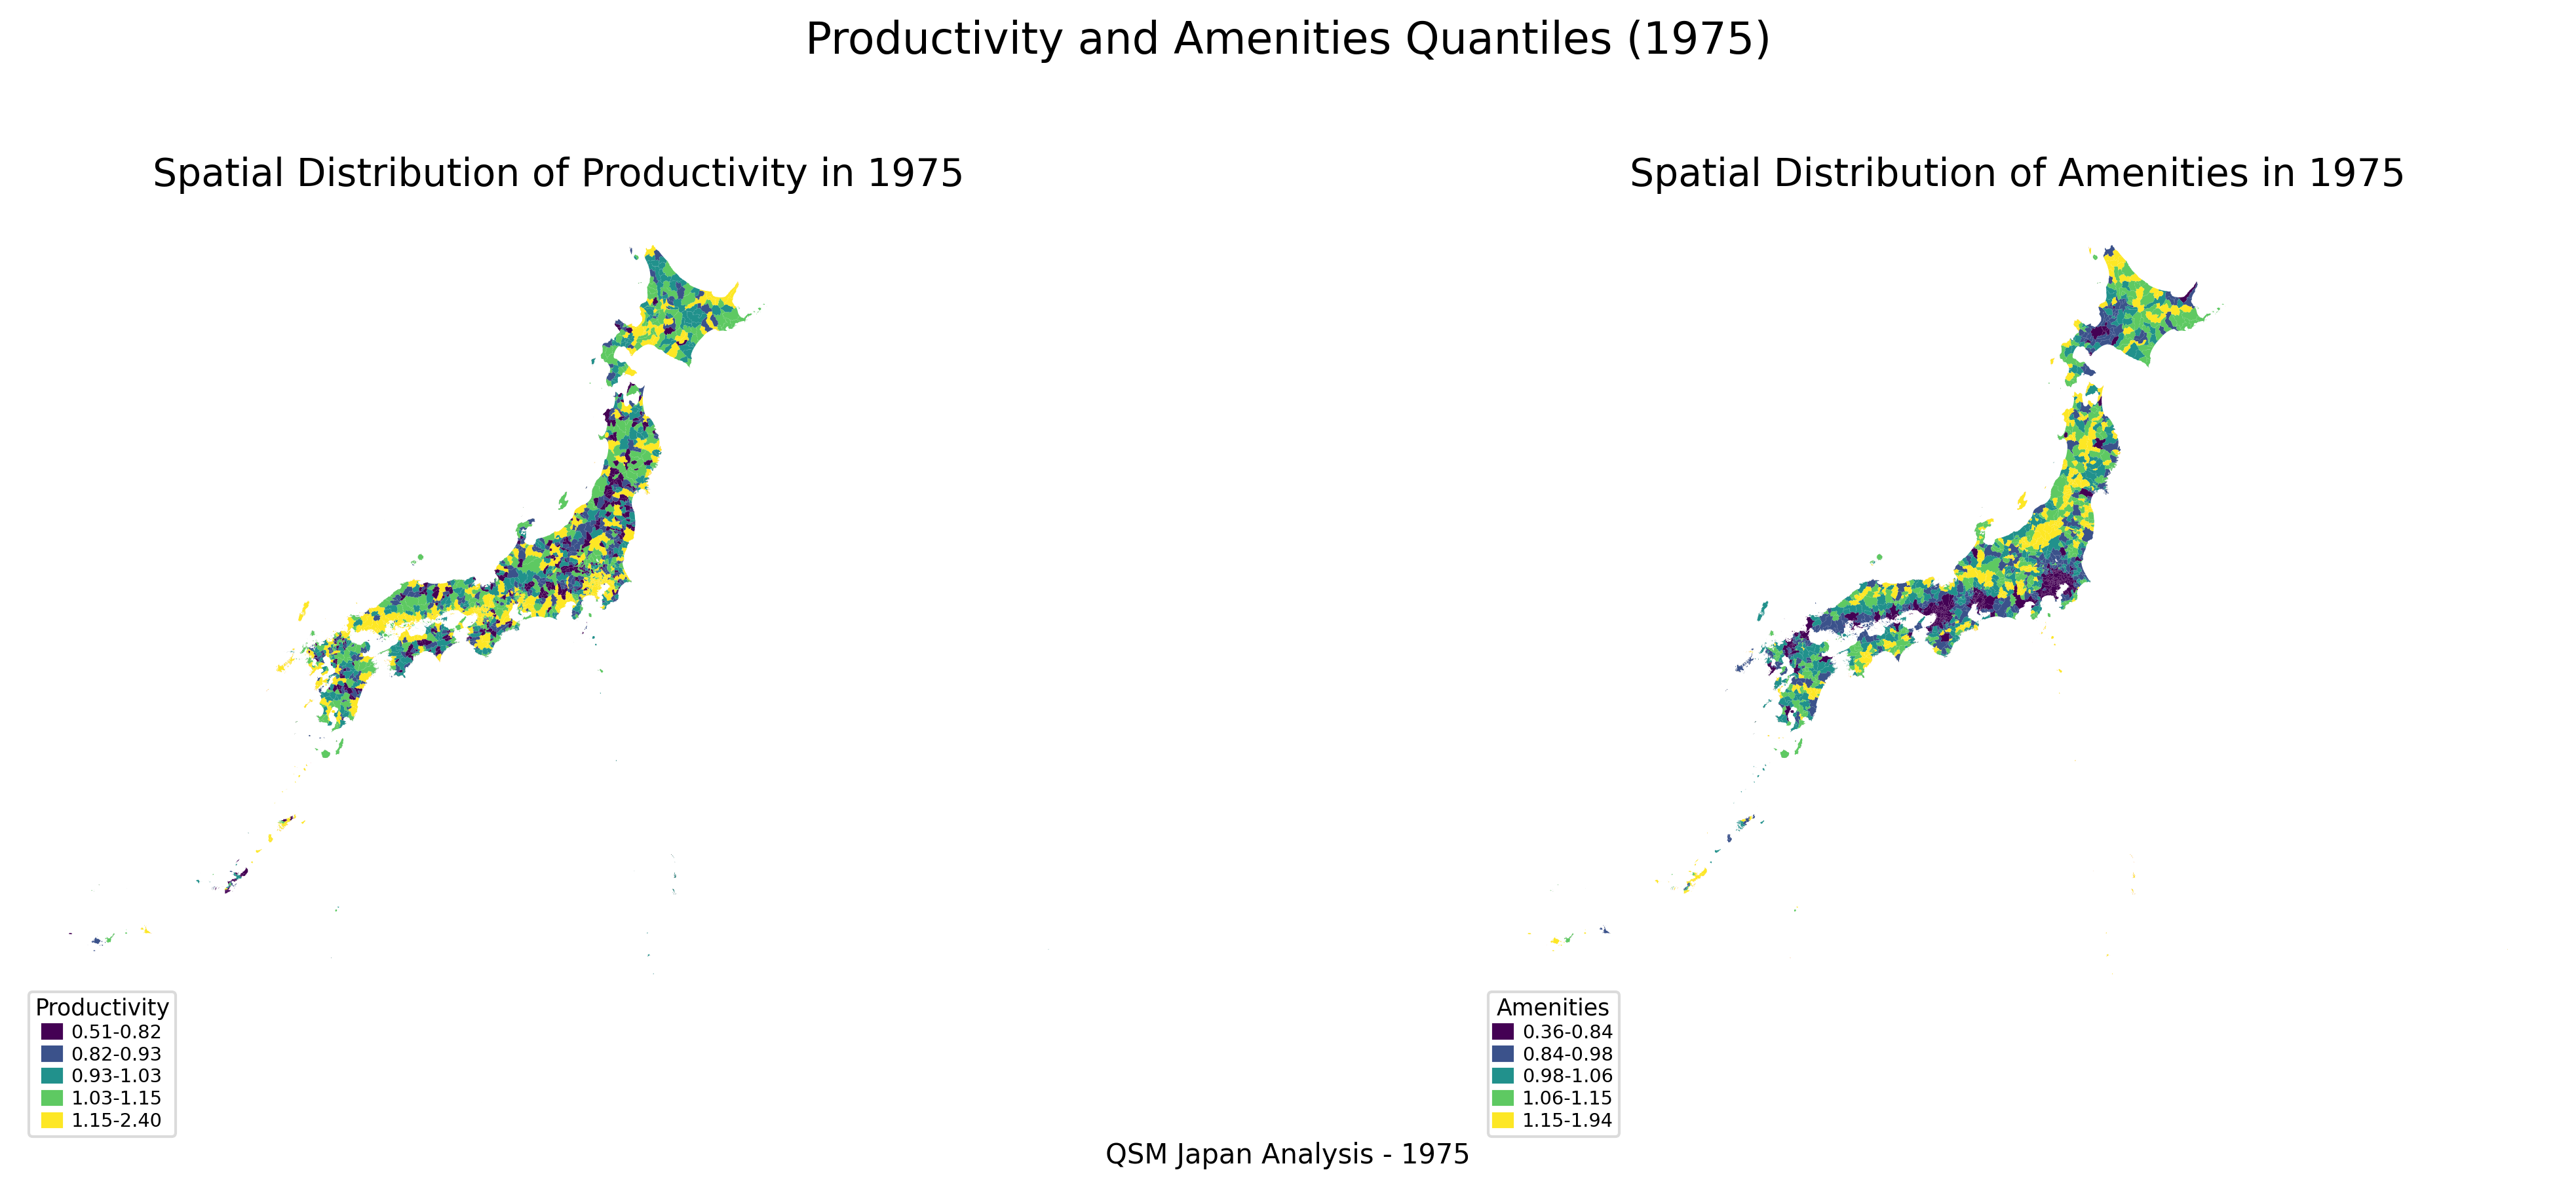 Productivity and Amenities Quantiles (1975)
Spatial Distribution of Productivity in 1975
Spatial Distribution of Amenities in 1975
Productivity
0.51-0.82
0.82-0.93
0.93-1.03
1.03-1.15
1.15-2.40
Amenities
0.36-0.84
0.84-0.98
0.98-1.06
1.06-1.15
1.15-1.94
QSM Japan Analysis - 1975